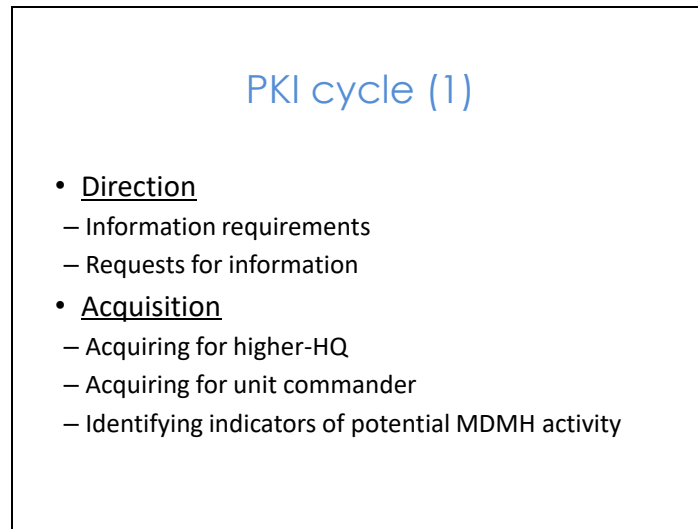 PKI cycle (1)
• Direction
– Information requirements
– Requests for information
• Acquisition
– Acquiring for higher-HQ
– Acquiring for unit commander
– Identifying indicators of potential MDMH activity